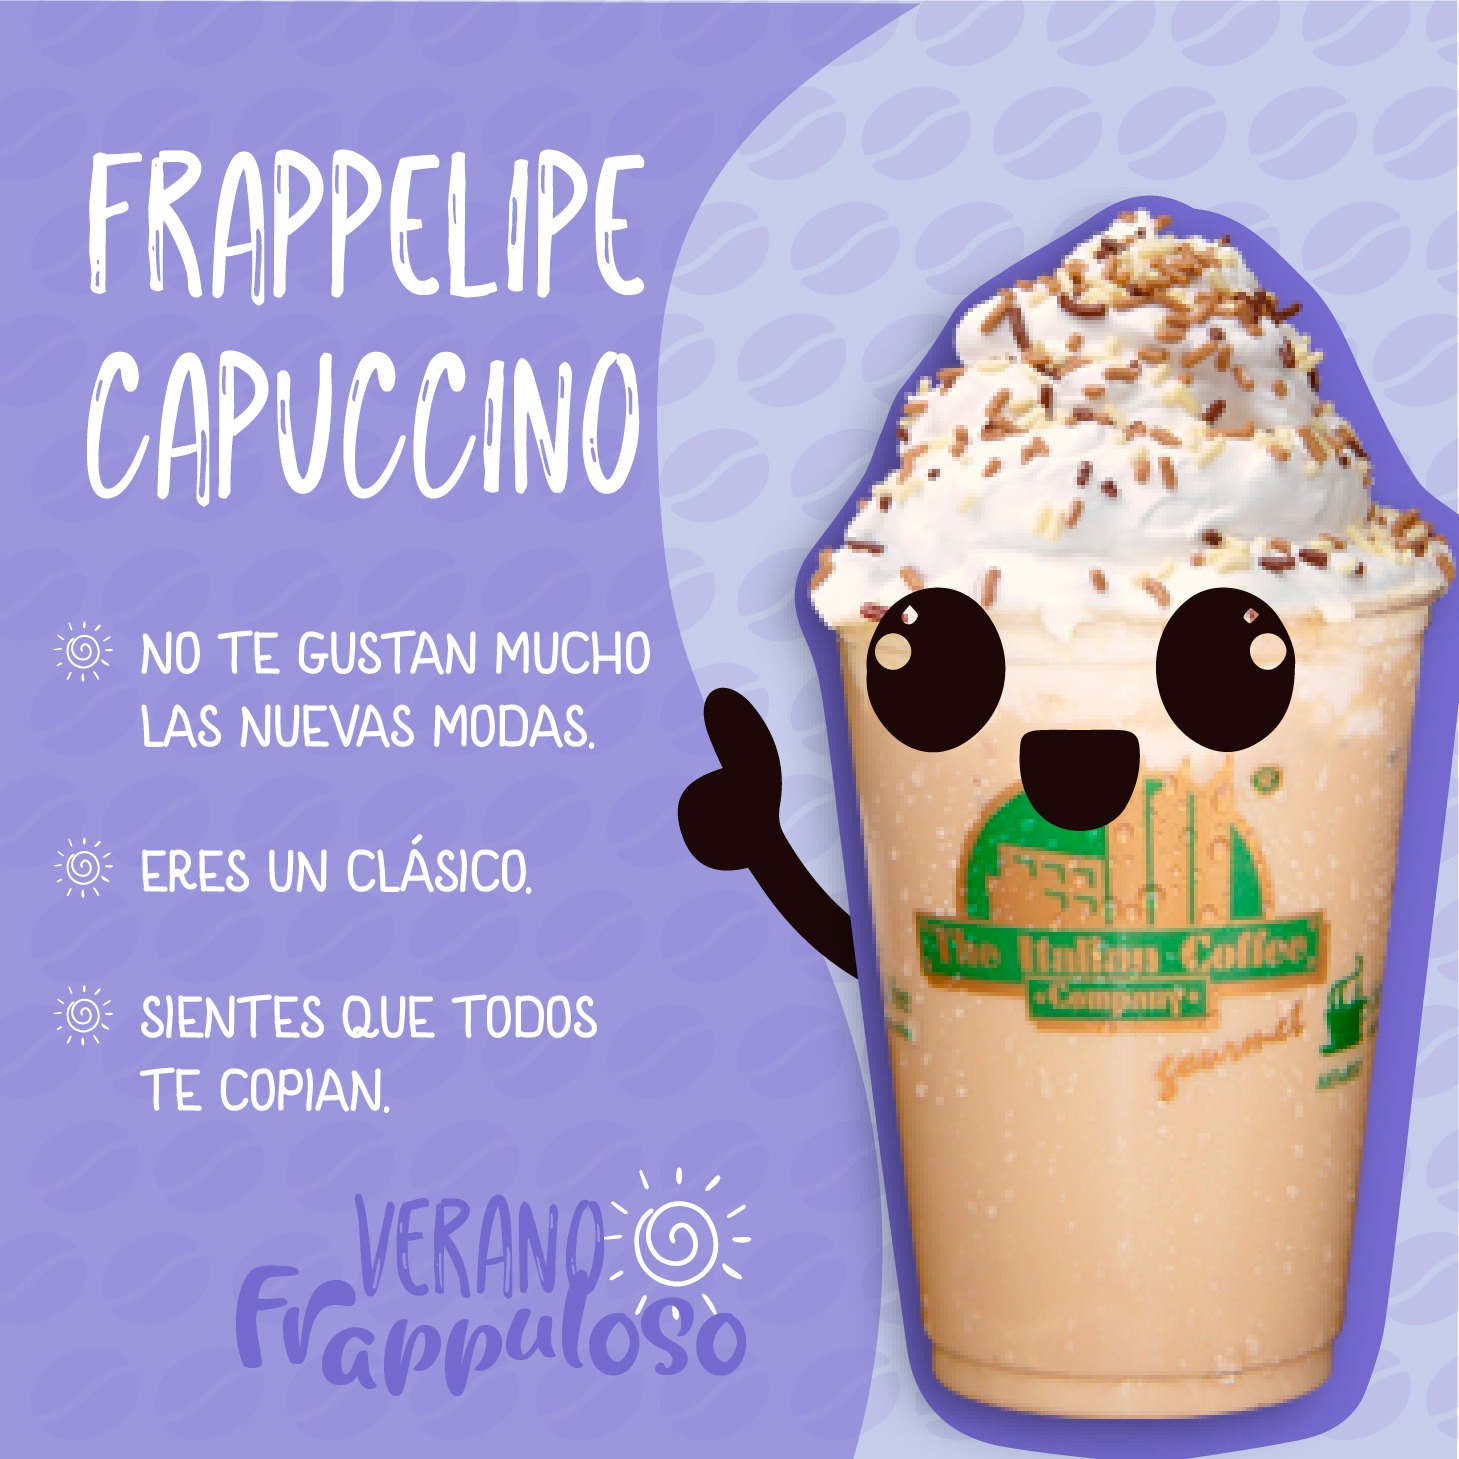 FRAPPELIPE
CAPUCCINO
NO TE GUSTAN MUCHO
LAS NUEVAS MODAS.
ERES UN CLÁSICO.
SIENTES QUE TODOS
TE COPIAN.
VERANO
Frappuloso
The Italian Coffee
Company
gourmet